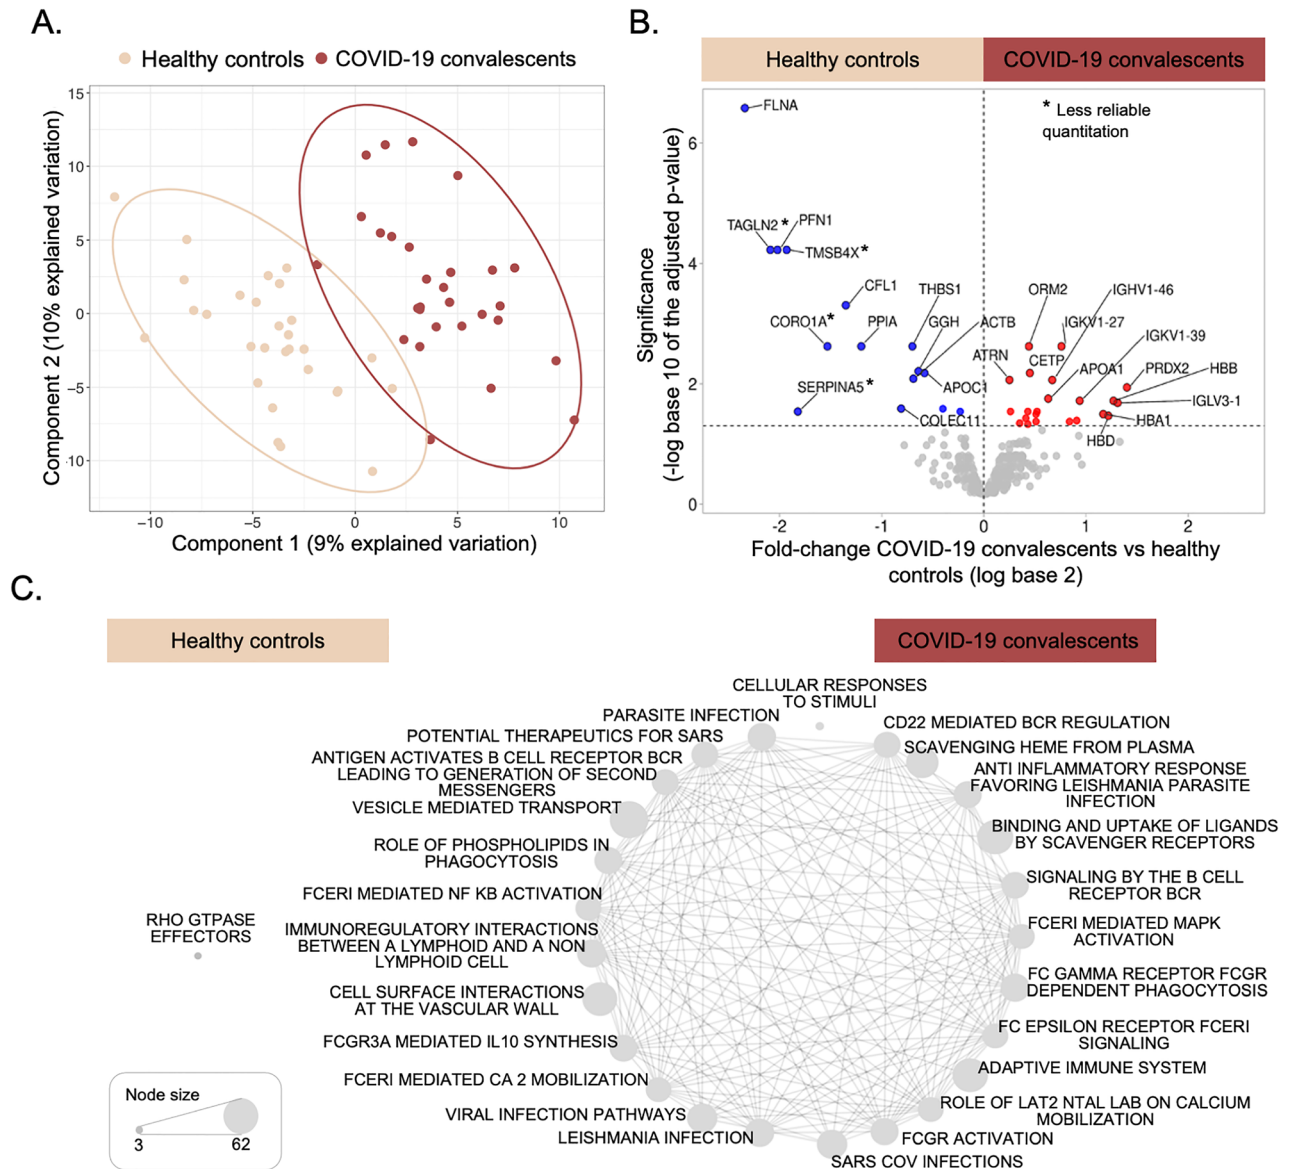 A.
Healthy controls
COVID-19 convalescents
15
10
5
0
−5
-10
−10
−5
0
5
10
Component 2 (10% explained variation)
Component 1 (9% explained variation)
B.
Healthy controls
COVID-19 convalescents
* Less reliable
quantitation
FLNA
TAGLN2*
PFN1
TMSB4X*
CFL1
CORO1A*
PPIA
THBS1
GGH
ACTB
SERPINA5*
APOC1
COLEC11
ORM2
IGHV1-46
IGKV1-27
IGKV1-39
ATRN
CETP
APOA1
PRDX2
HBB
IGLV3-1
HBA1
HBD
6
4
2
0
-2
-1
0
1
2
Significance
(-log base 10 of the adjusted p-value)
Fold-change COVID-19 convalescents vs healthy
controls (log base 2)
C.
Healthy controls
COVID-19 convalescents
CELLULAR RESPONSES
TO STIMULI
PARASITE INFECTION
POTENTIAL THERAPEUTICS FOR SARS
ANTIGEN ACTIVATES B CELL RECEPTOR BCR
LEADING TO GENERATION OF SECOND
MESSENGERS
VESICLE MEDIATED TRANSPORT
ROLE OF PHOSPHOLIPIDS IN
PHAGOCYTOSIS
FCERI MEDIATED NF KB ACTIVATION
IMMUNOREGULATORY INTERACTIONS
BETWEEN A LYMPHOID AND A NON
LYMPHOID CELL
CELL SURFACE INTERACTIONS
AT THE VASCULAR WALL
FCGR3A MEDIATED IL10 SYNTHESIS
FCERI MEDIATED CA 2 MOBILIZATION
VIRAL INFECTION PATHWAYS
LEISHMANIA INFECTION
CD22 MEDIATED BCR REGULATION
SCAVENGING HEME FROM PLASMA
ANTI INFLAMMATORY RESPONSE
FAVORING LEISHMANIA PARASITE
INFECTION
BINDING AND UPTAKE OF LIGANDS
BY SCAVENGER RECEPTORS
SIGNALING BY THE B CELL
RECEPTOR BCR
FCERI MEDIATED MAPK
ACTIVATION
FC GAMMA RECEPTOR FCGR
DEPENDENT PHAGOCYTOSIS
FC EPSILON RECEPTOR FCERI
SIGNALING
ADAPTIVE IMMUNE SYSTEM
ROLE OF LAT2 NTAL LAB ON CALCIUM
MOBILIZATION
FCGR ACTIVATION
SARS COV INFECTIONS
RHO GTPASE
EFFECTORS
Node size
3
62